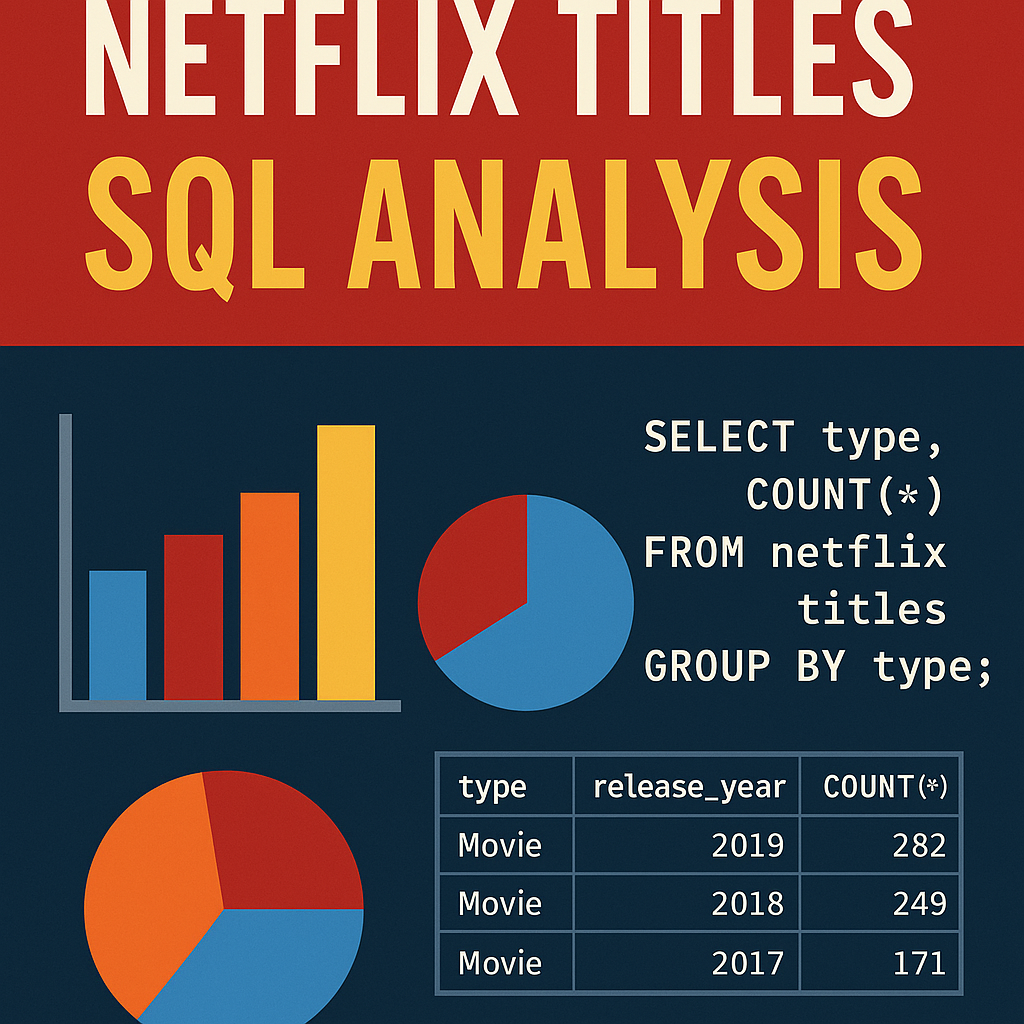 NETFLIX TITLES
SQL ANALYSIS
SELECT type,
COUNT(*)
FROM netflix
titles
GROUP BY type;
type release_year COUNT(*)
Movie 2019 282
Movie 2018 249
Movie 2017 171